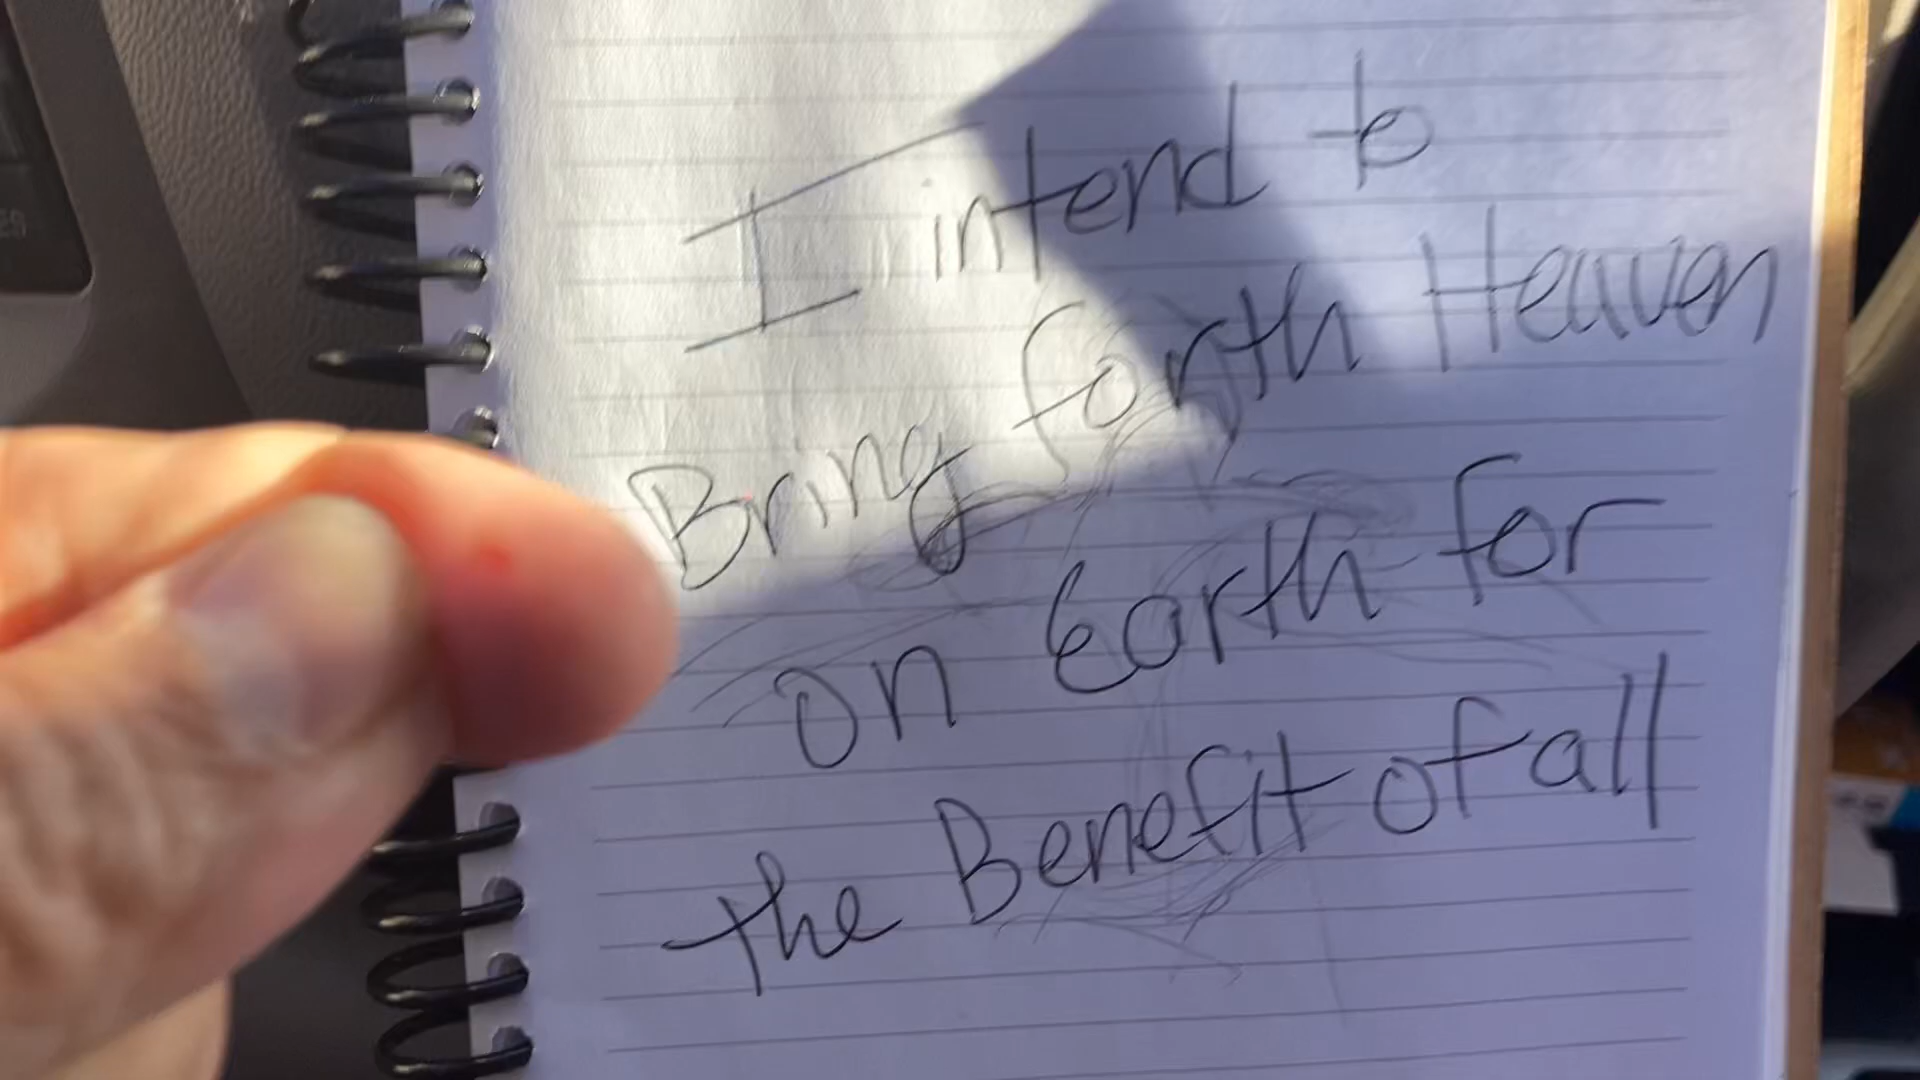 I intend to
Bring forth Heaven
on Earth for
the Benefit of all